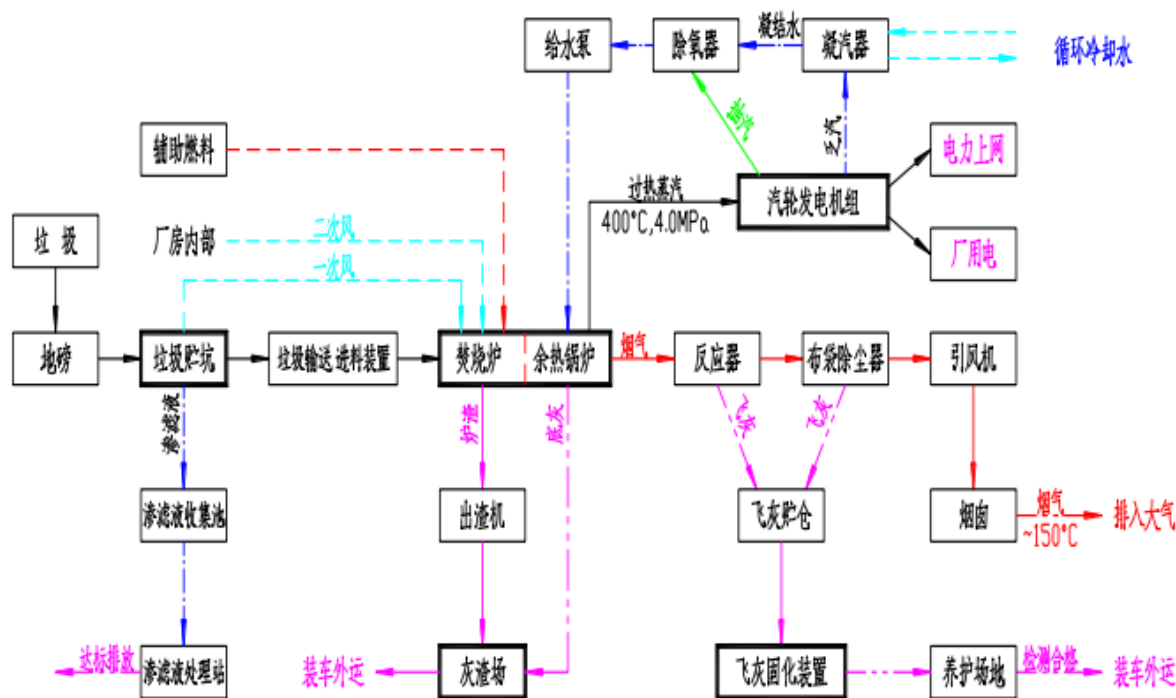 给水泵
除氧器
凝结水
凝汽器
循环冷却水
抽汽
乏汽
辅助燃料
过热蒸汽
400°C,4.0MPa
汽轮发电机组
电力上网
厂用电
垃圾
厂房内部
二次风
一次风
地磅
垃圾贮坑
垃圾输送进料装置
焚烧炉
余热锅炉
烟气
反应器
布袋除尘器
引风机
渗滤液
炉渣
底灰
飞灰
飞灰
渗滤液收集池
出渣机
飞灰贮仓
烟囱
烟气
~150°C
排入大气
达标排放
渗滤液处理站
装车外运
灰渣场
飞灰固化装置
养护场地
检测合整
装车外运